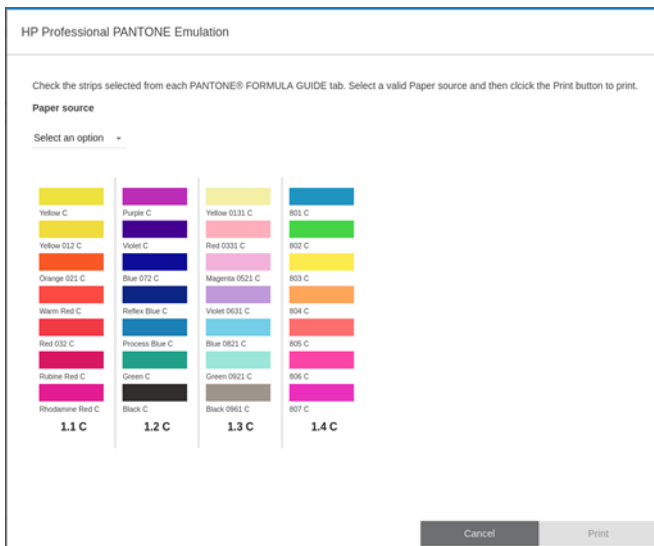 HP Professional PANTONE Emulation
Check the strips selected from each PANTONE® FORMULA GUIDE tab. Select a valid Paper source and then clcick the Print button to print.
Paper source
Select an option
Yellow C
Purple C
Yellow 0131 C
801 C
Yellow 012 C
Violet C
Red 0331 C
802 C
Orange 021 C
Blue 072 C
Magenta 0521 C
803 C
Warm Red C
Reflex Blue C
Violet 0631 C
804 C
Red 032 C
Process Blue C
Blue 0821 C
805 C
Rubine Red C
Green C
Green 0921 C
806 C
Rhodamine Red C
Black C
Black 0961 C
807 C
1.1 C
1.2 C
1.3 C
1.4 C
Cancel
Print